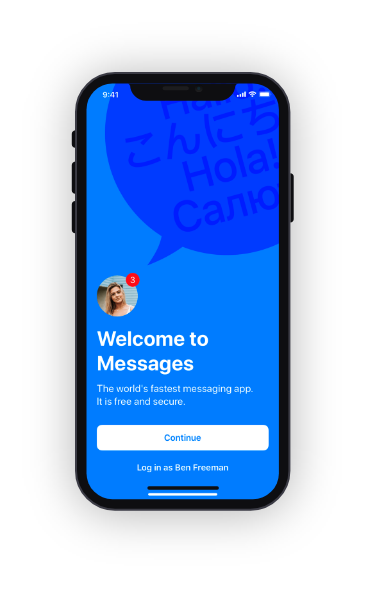 9:41
こんにち
Hola!
Салю
3
Welcome to
Messages
The world's fastest messaging app.
It is free and secure.
Continue
Log in as Ben Freeman